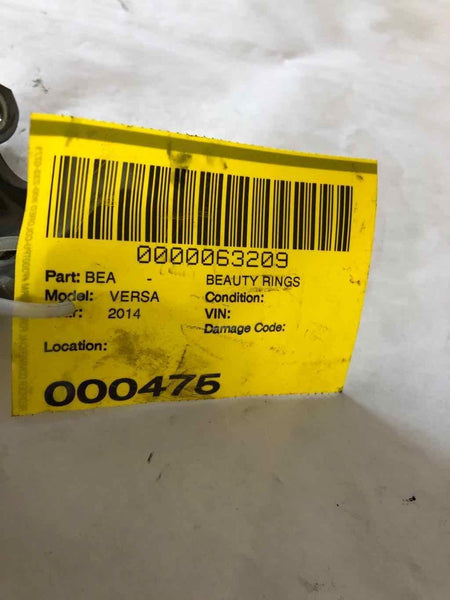 0000063209
Part: BEA - BEAUTY RINGS
Model: VERSA Condition:
2014 VIN:
Damage Code:
Location:
000475